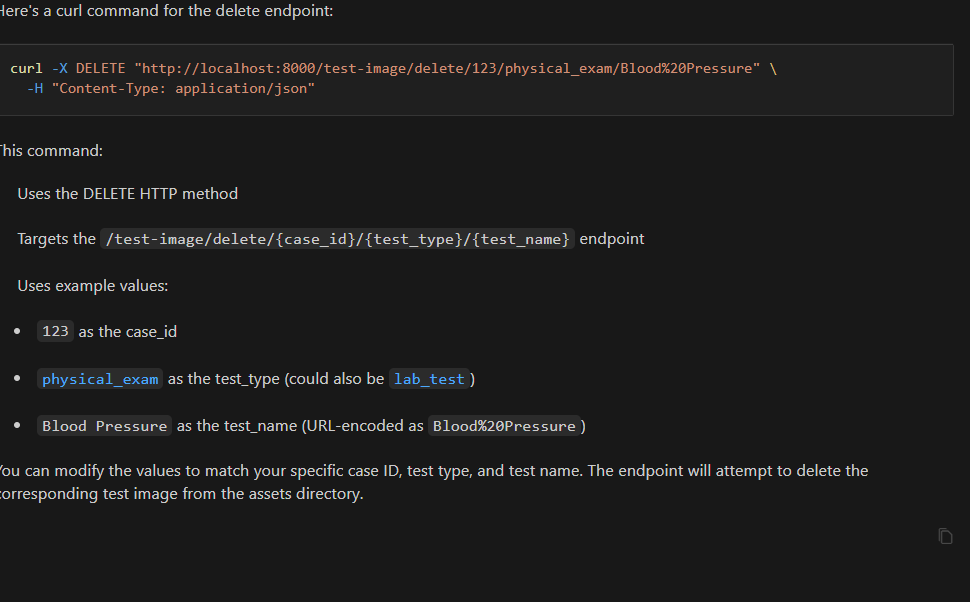 Here's a curl command for the delete endpoint:
curl -X DELETE "http://localhost:8000/test-image/delete/123/physical_exam/Blood%20Pressure" \
-H "Content-Type: application/json"
This command:
Uses the DELETE HTTP method
Targets the /test-image/delete/{case_id}/{test_type}/{test_name} endpoint
Uses example values:
• 123 as the case_id
• physical_exam as the test_type (could also be lab_test)
• Blood Pressure as the test_name (URL-encoded as Blood%20Pressure)
You can modify the values to match your specific case ID, test type, and test name. The endpoint will attempt to delete the
corresponding test image from the assets directory.